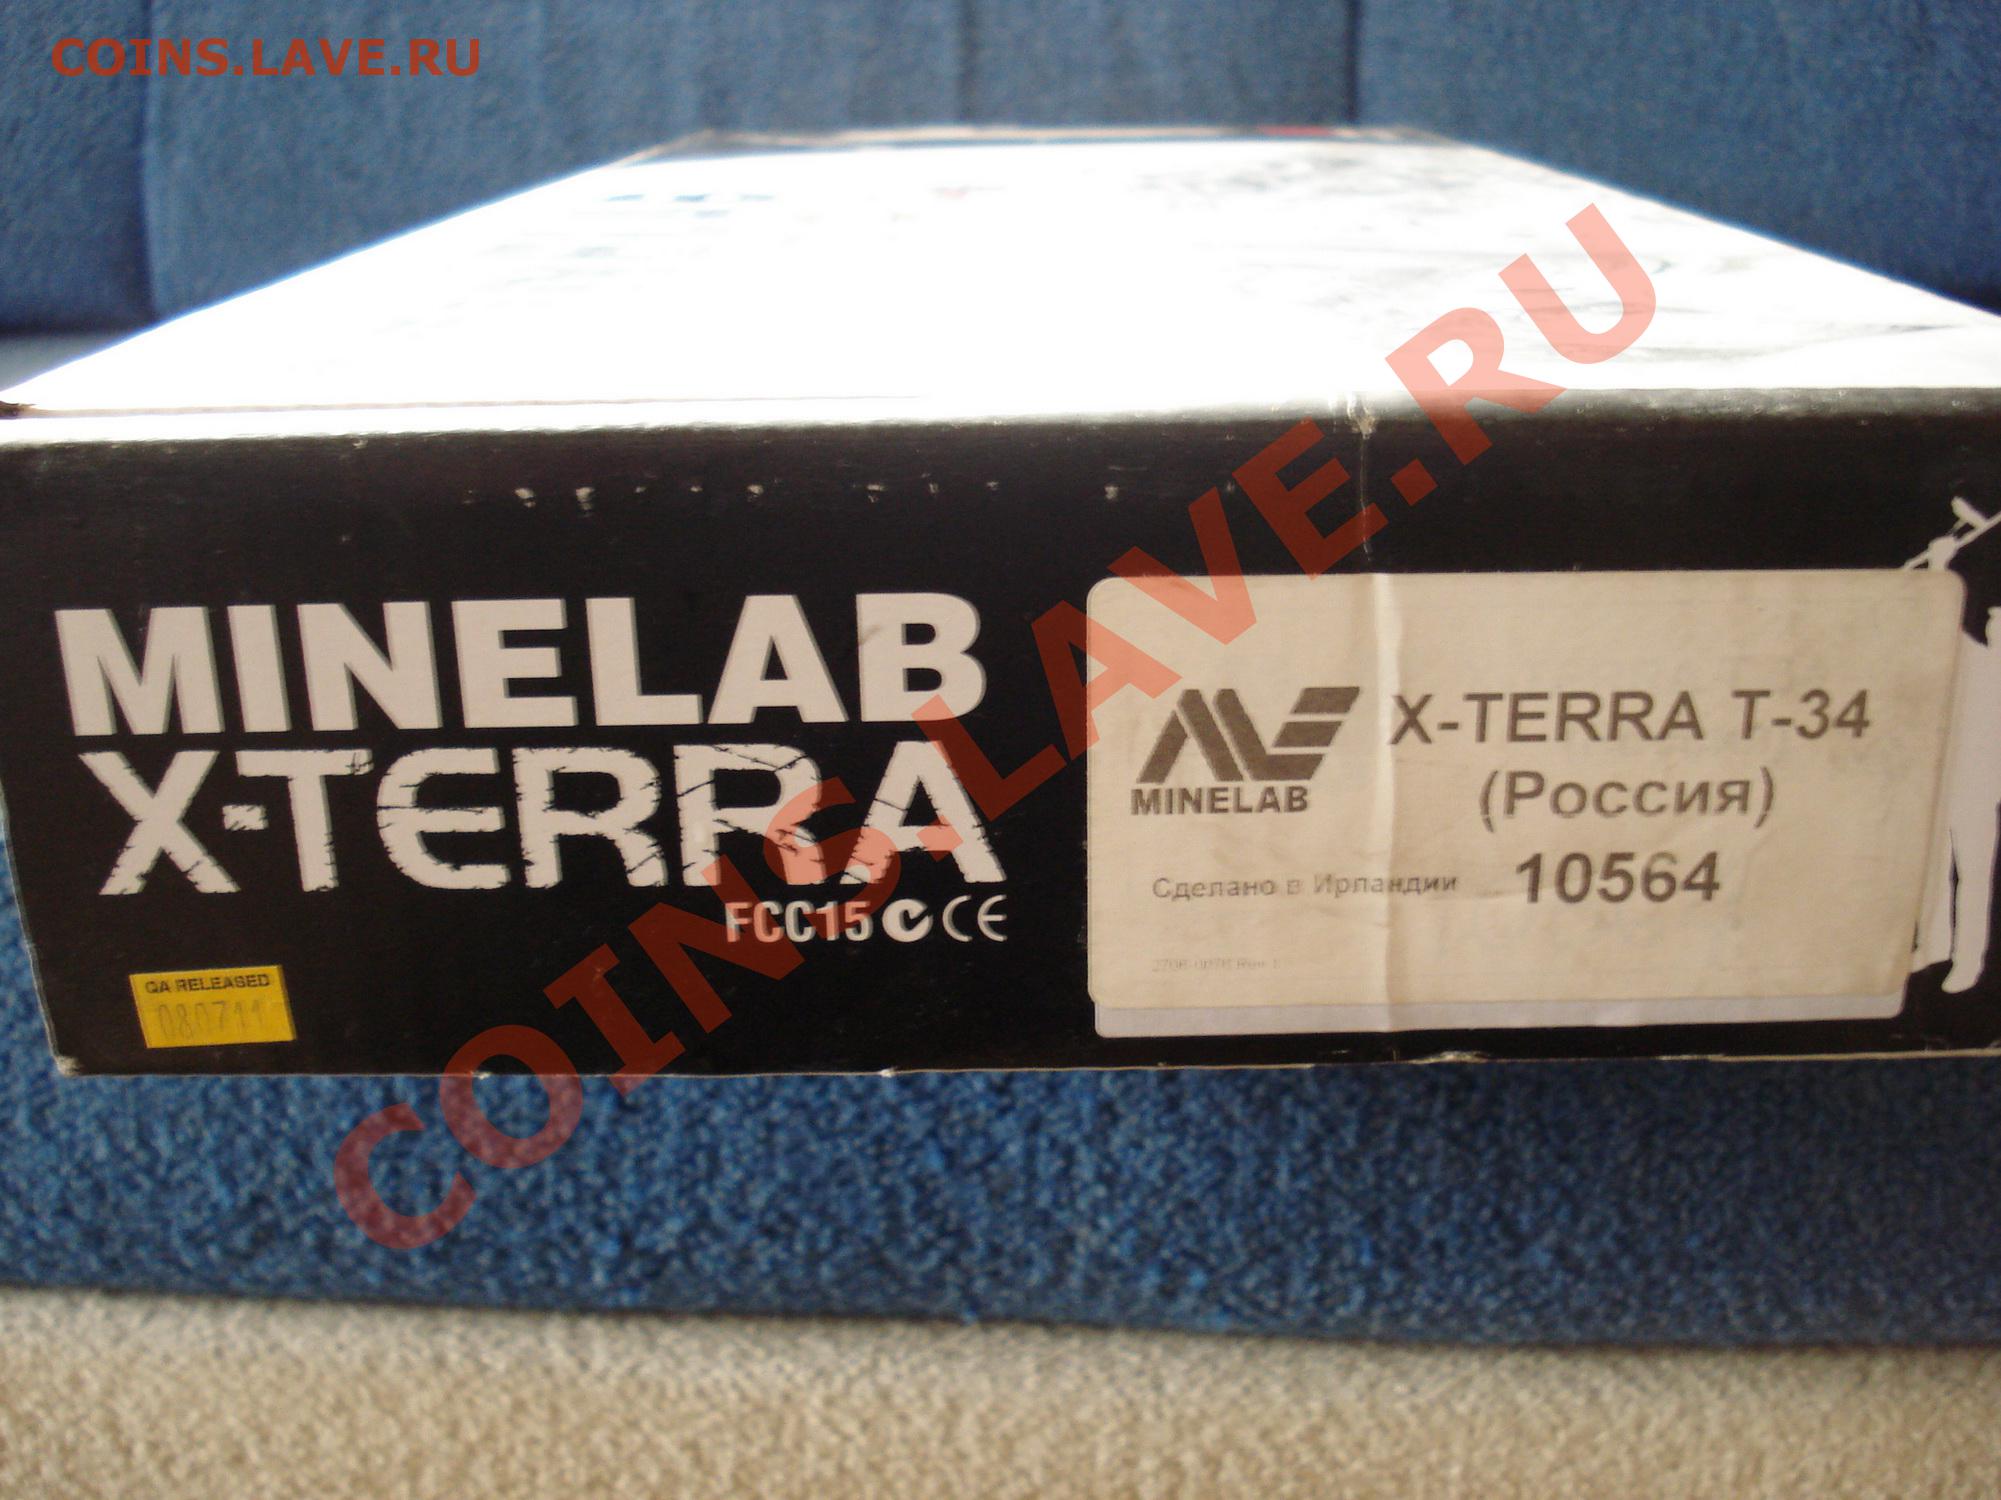 COINS.LAVE.RU
MINELAB
X-TERRA
FCC15 CE
QA RELEASED
080711
MINELAB
X-TERRA T-34
(Россия)
Сделано в Ирландии 10564
COINS.LAVE.RU